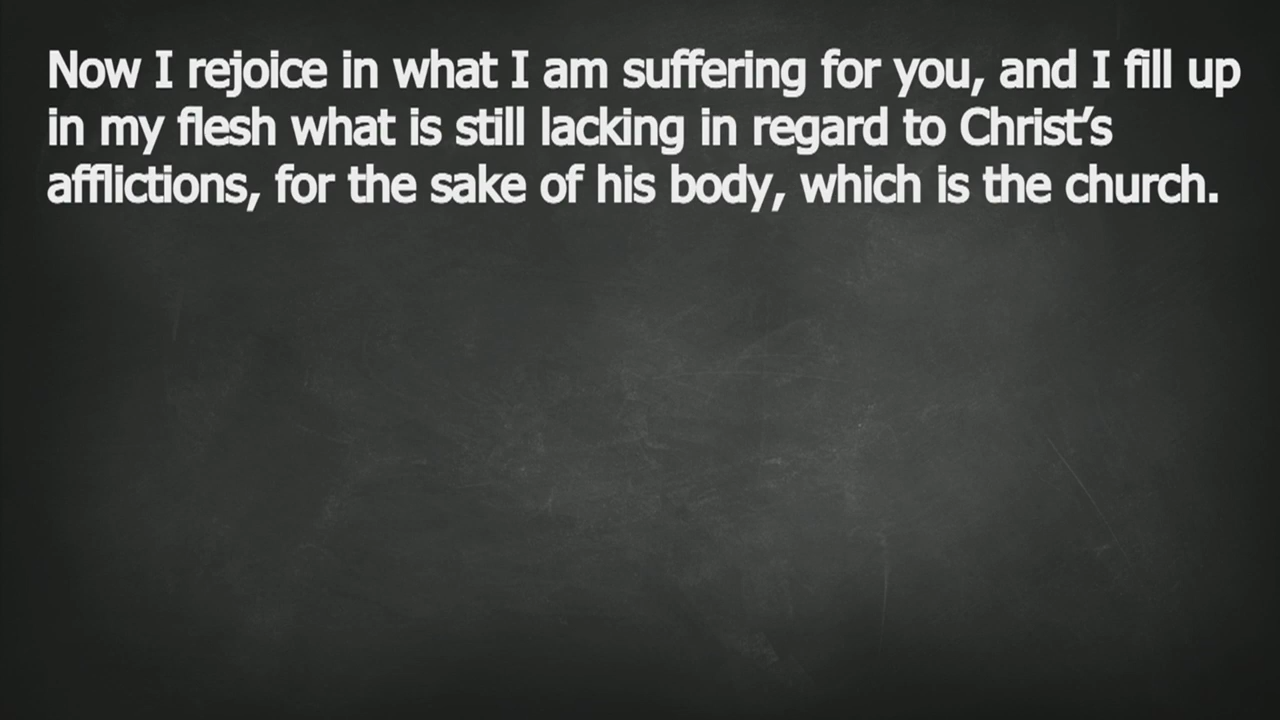 Now I rejoice in what I am suffering for you, and I fill up
in my flesh what is still lacking in regard to Christ’s
afflictions, for the sake of his body, which is the church.